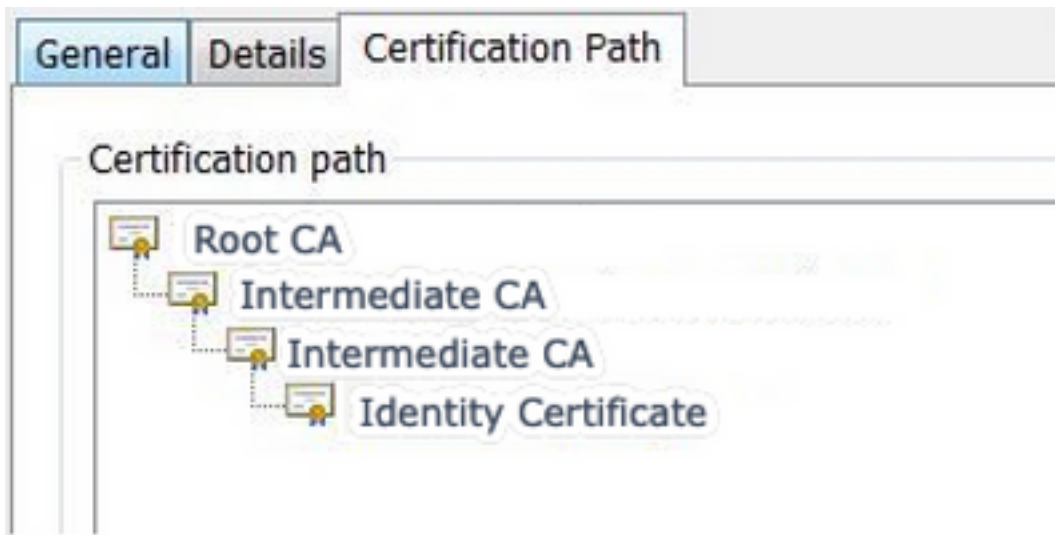 General Details Certification Path
Certification path
Root CA
Intermediate CA
Intermediate CA
Identity Certificate